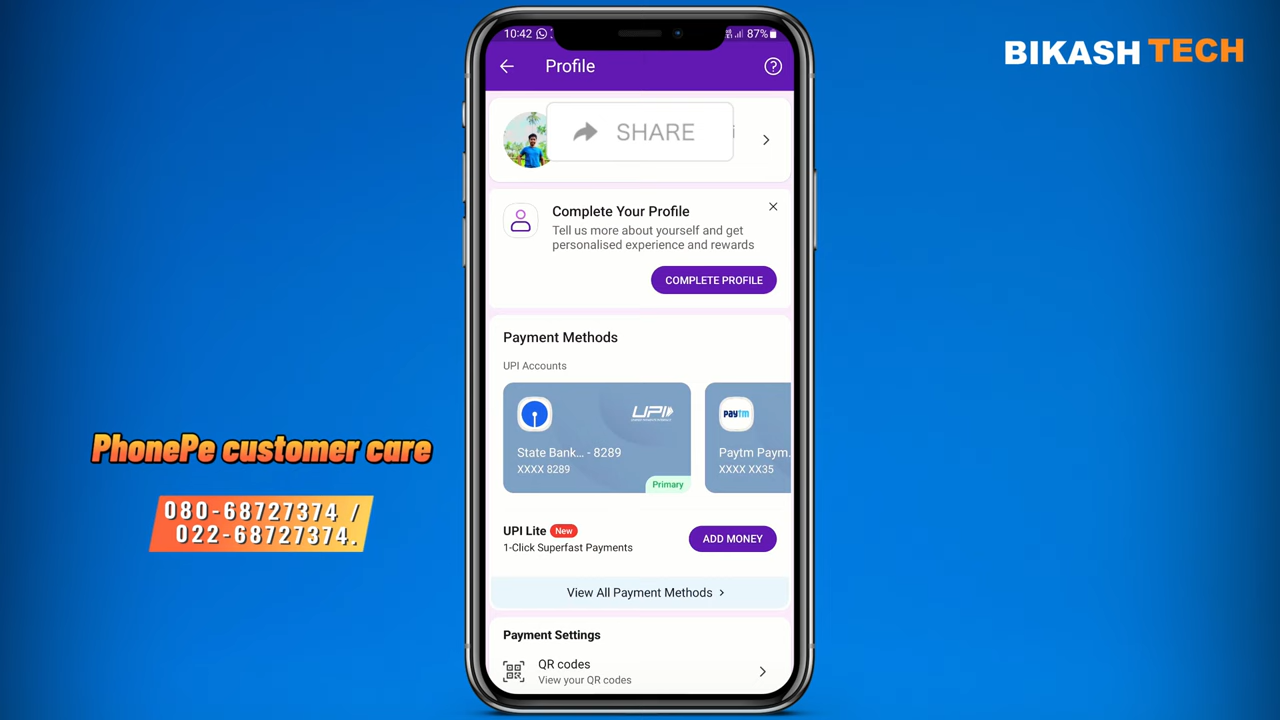 BIKASH TECH
10:42
87%
Profile
SHARE
Complete Your Profile
Tell us more about yourself and get
personalised experience and rewards
COMPLETE PROFILE
Payment Methods
UPI Accounts
UPI
State Bank... - 8289
XXXX 8289
Primary
paytm
Paytm Paym.
XXXX XX35
PhonePe customer care
080-68727374 /
022-68727374.
UPI Lite New
1-Click Superfast Payments
ADD MONEY
View All Payment Methods >
Payment Settings
QR codes
View your QR codes